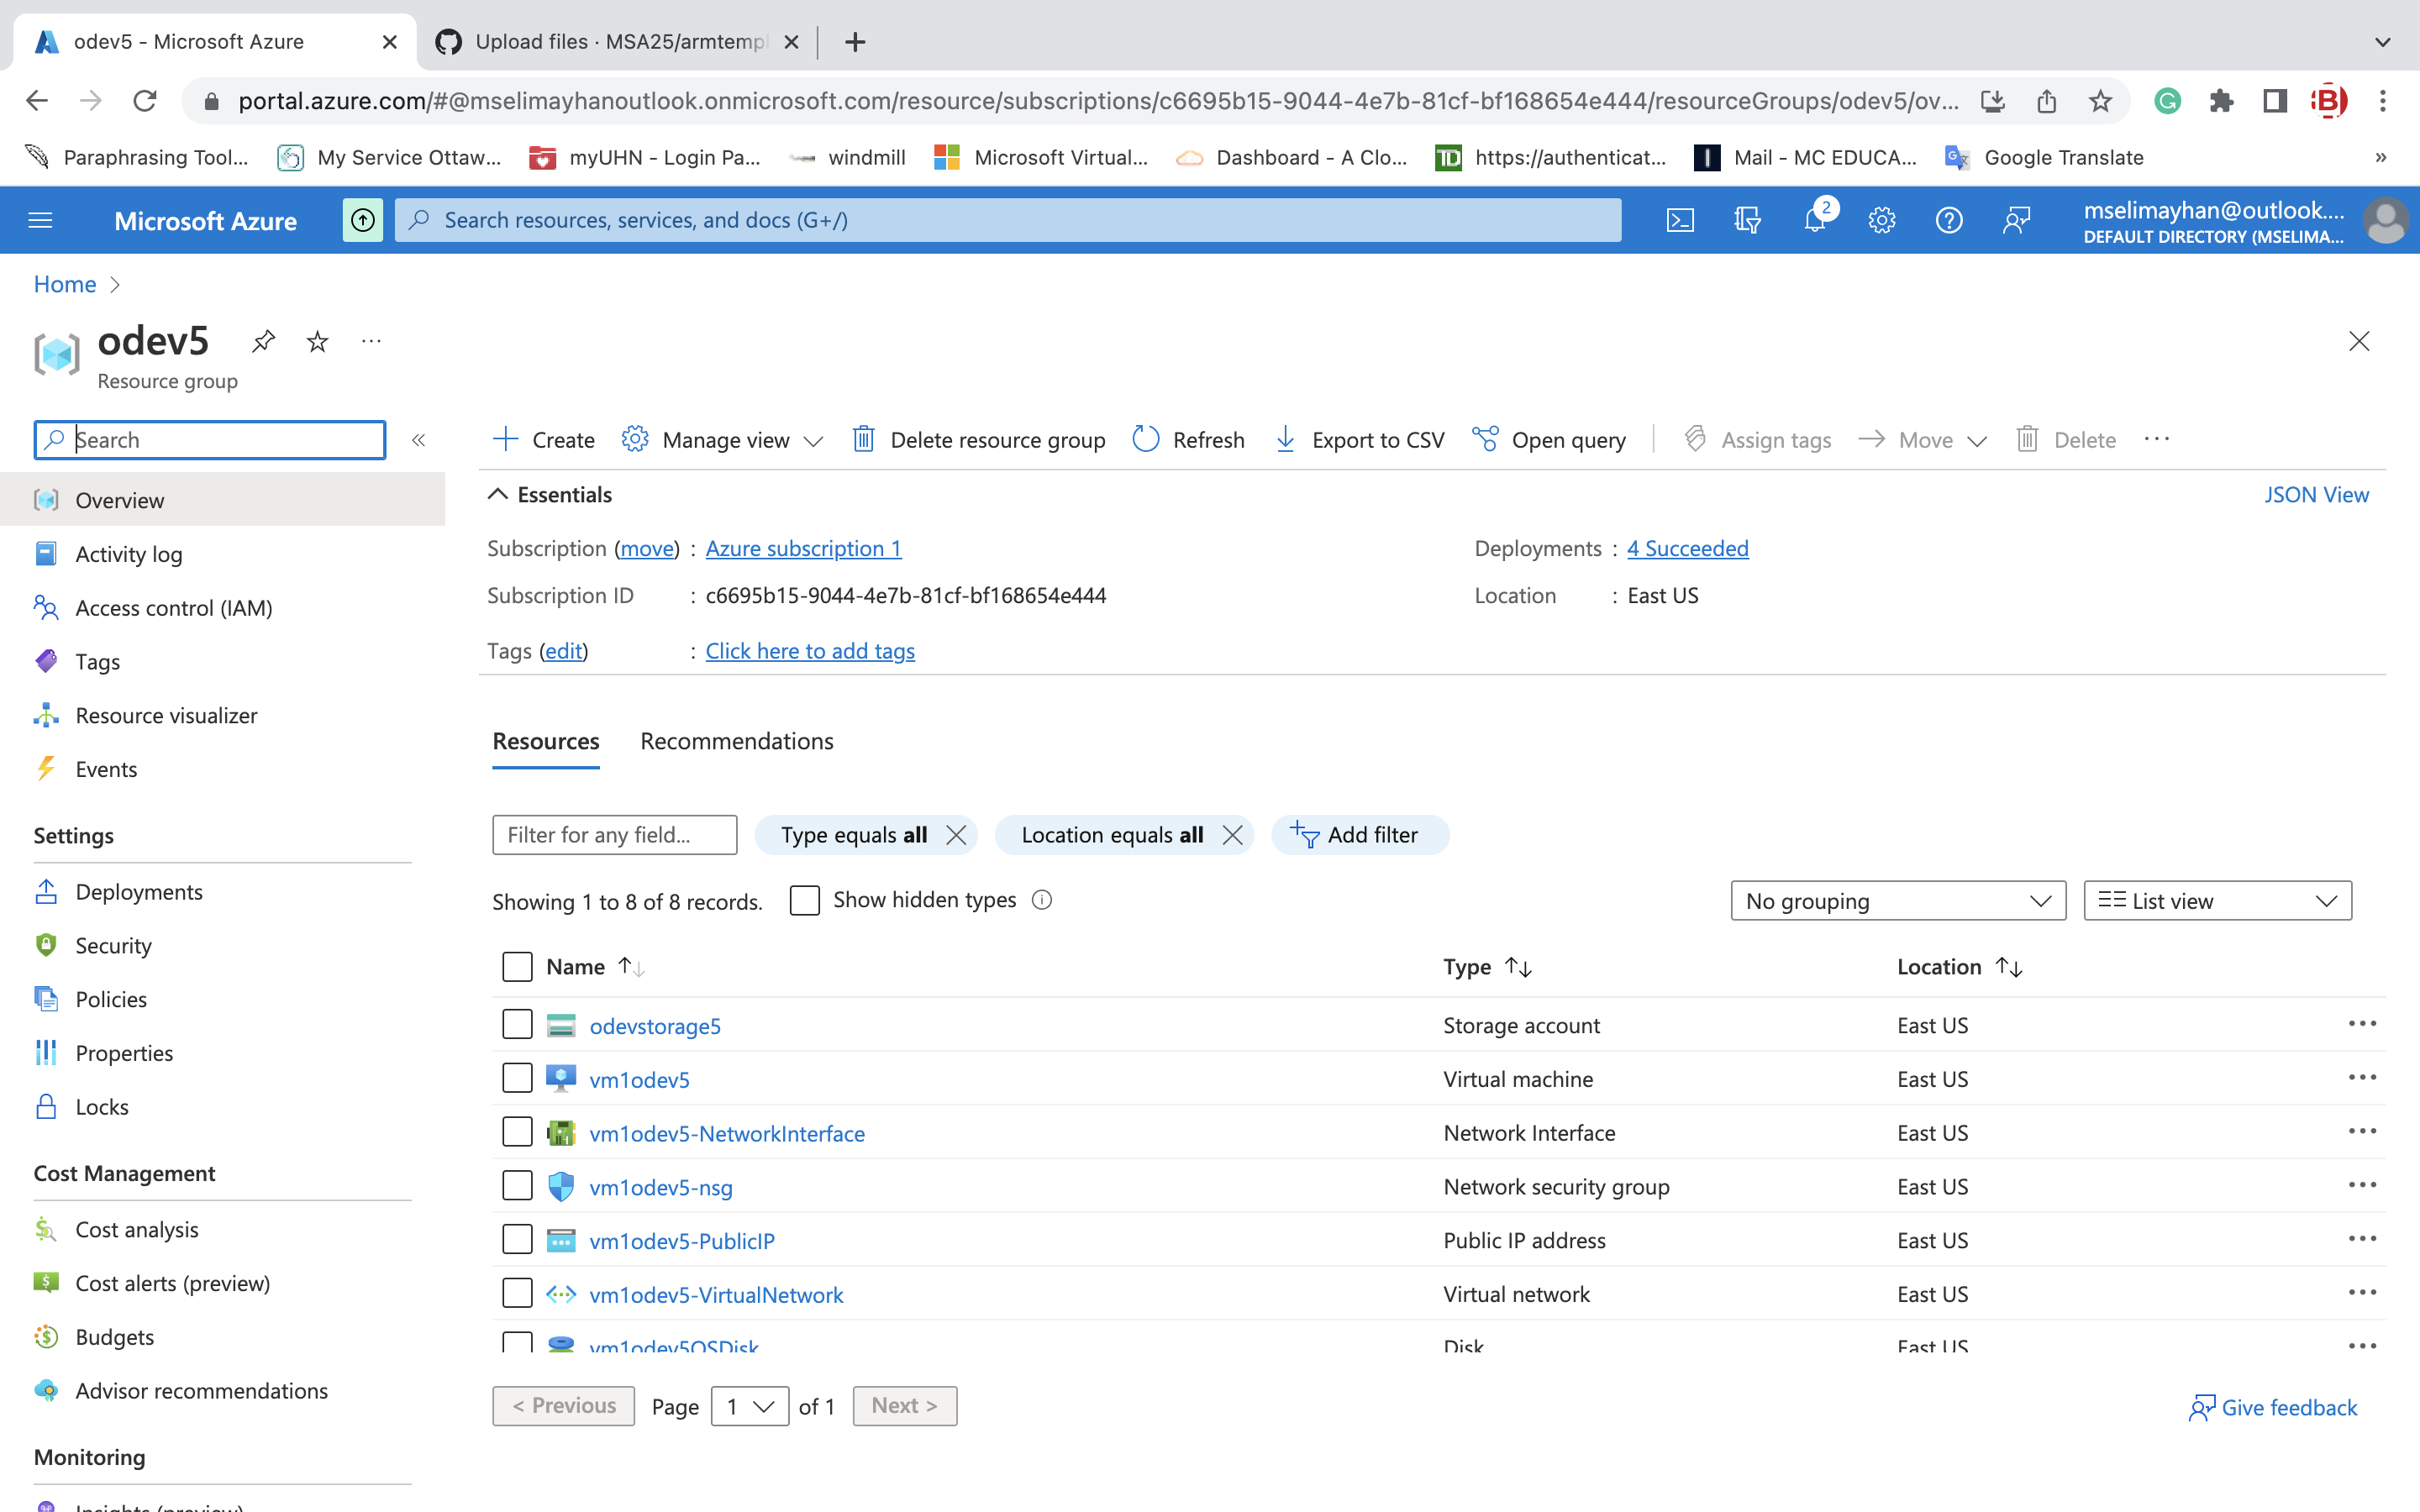 odev5 - Microsoft Azure
Upload files · MSA25/armtempl
portal.azure.com/#@mselimayhanoutlook.onmicrosoft.com/resource/subscriptions/c6695b15-9044-4e7b-81cf-bf168654e444/resourceGroups/odev5/ov...
Paraphrasing Tool... My Service Ottaw... myUHN - Login Pa... windmill Microsoft Virtual... Dashboard - A Clo... TD https://authenticat... Mail - MC EDUCA... Google Translate »
Microsoft Azure
Search resources, services, and docs (G+/)
2
mselimayhan@outlook....
DEFAULT DIRECTORY (MSELIMA...
Home
odev5
Resource group
Search
«
Overview
Activity log
Access control (IAM)
Tags
Resource visualizer
Events
Settings
Deployments
Security
Policies
Properties
Locks
Cost Management
Cost analysis
Cost alerts (preview)
Budgets
Advisor recommendations
Monitoring
Insights (preview)
Create Manage view Delete resource group Refresh Export to CSV Open query Assign tags Move Delete ...
Essentials
JSON View
Subscription (move) : Azure subscription 1
Deployments : 4 Succeeded
Subscription ID : c6695b15-9044-4e7b-81cf-bf168654e444
Location : East US
Tags (edit) : Click here to add tags
Resources Recommendations
Filter for any field... Type equals all Location equals all Add filter
Showing 1 to 8 of 8 records. Show hidden types No grouping List view
Name Type Location
odevstorage5 Storage account East US
vm1odev5 Virtual machine East US
vm1odev5-NetworkInterface Network Interface East US
vm1odev5-nsg Network security group East US
vm1odev5-PublicIP Public IP address East US
vm1odev5-VirtualNetwork Virtual network East US
vm1odev5OSDisk Disk East US
< Previous Page 1 of 1 Next >
Give feedback